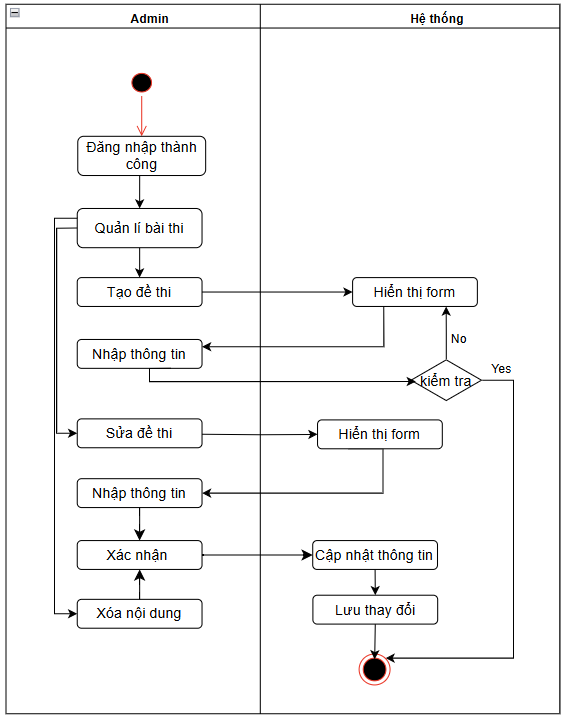 Admin
Hệ thống
Đăng nhập thành
công
Quản lí bài thi
Tạo đề thi
Hiển thị form
No
Nhập thông tin
Yes
kiểm tra
Sửa đề thi
Hiển thị form
Nhập thông tin
Xác nhận
Cập nhật thông tin
Xóa nội dung
Lưu thay đổi